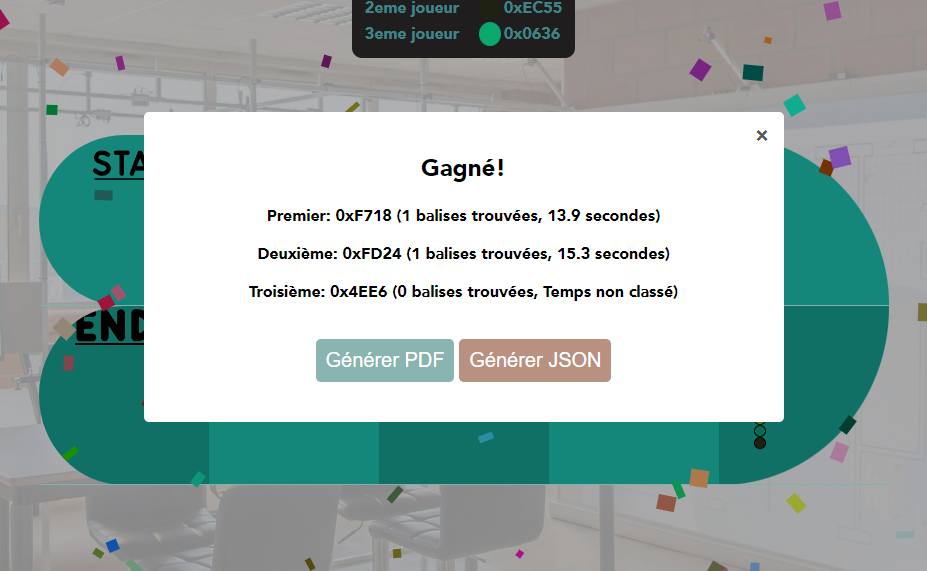 2eme joueur 0xEC55
3eme joueur 0x0636
×
Gagné!
STA
Premier: 0xF718 (1 balises trouvées, 13.9 secondes)
Deuxième: 0xFD24 (1 balises trouvées, 15.3 secondes)
Troisième: 0x4EE6 (0 balises trouvées, Temps non classé)
END
Générer PDF Générer JSON